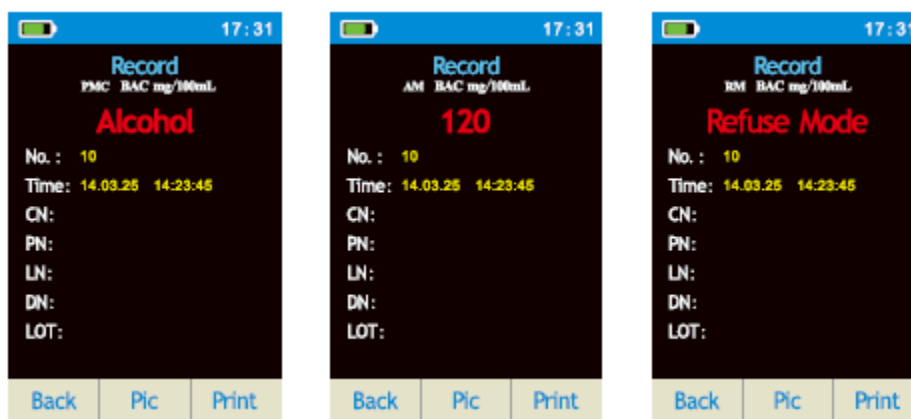 17:31
Record
PMC BAC mg/100mL
Alcohol
No. : 10
Time: 14.03.25 14:23:45
CN:
PN:
LN:
DN:
LOT:
Back Pic Print
17:31
Record
AM BAC mg/100mL
120
No. : 10
Time: 14.03.25 14:23:45
CN:
PN:
LN:
DN:
LOT:
Back Pic Print
17:31
Record
RM BAC mg/100mL
Refuse Mode
No. : 10
Time: 14.03.25 14:23:45
CN:
PN:
LN:
DN:
LOT:
Back Pic Print